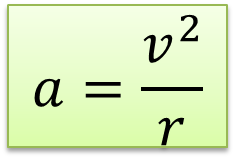 a = v²/r